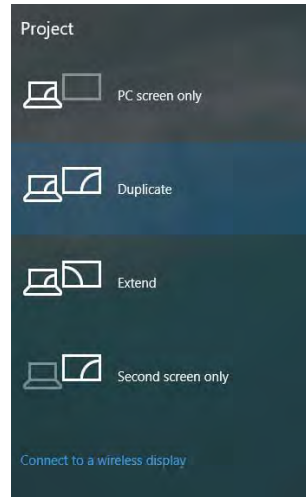 Project
PC screen only
Duplicate
Extend
Second screen only
Connect to a wireless display